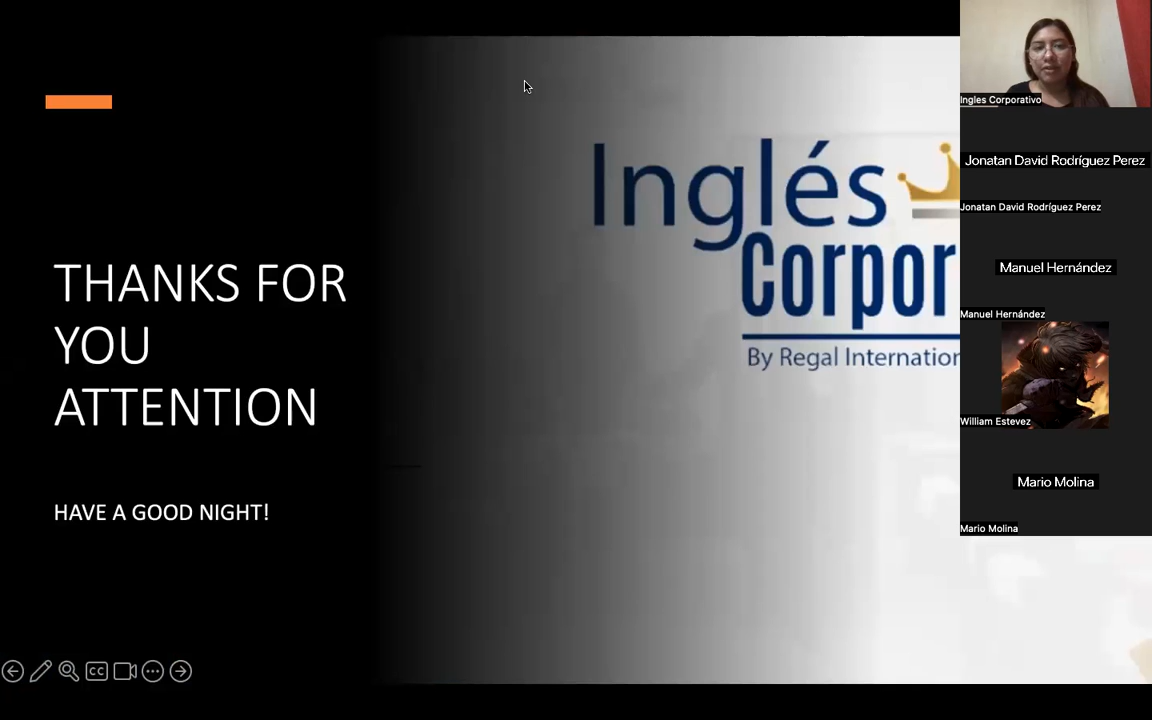 THANKS FOR
YOU
ATTENTION
HAVE A GOOD NIGHT!
Inglés
Corpor
By Regal Internation
CC
Ingles Corporativo
Jonatan David Rodríguez Perez
Jonatan David Rodríguez Perez
Manuel Hernández
Manuel Hernández
William Estevez
Mario Molina
Mario Molina